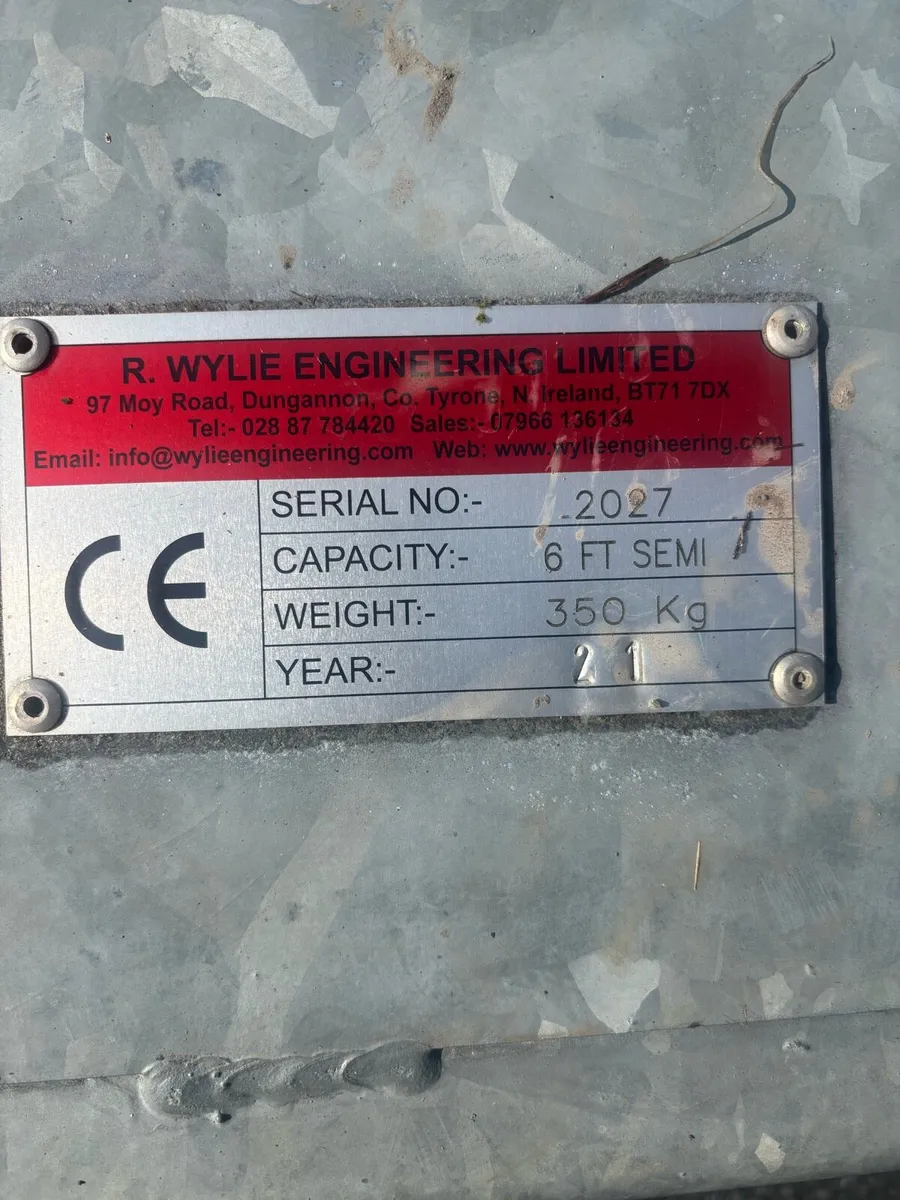 R. WYLIE ENGINEERING LIMITED
97 Moy Road, Dungannon, Co. Tyrone, N. Ireland, BT71 7DX
Tel:- 028 87 784420 Sales:- 07966 136134
Email: info@wylieengineering.com Web: www.wylieengineering.com
CE
SERIAL NO:- 2027
CAPACITY:- 6 FT SEMI
WEIGHT:- 350 Kg
YEAR:- 21